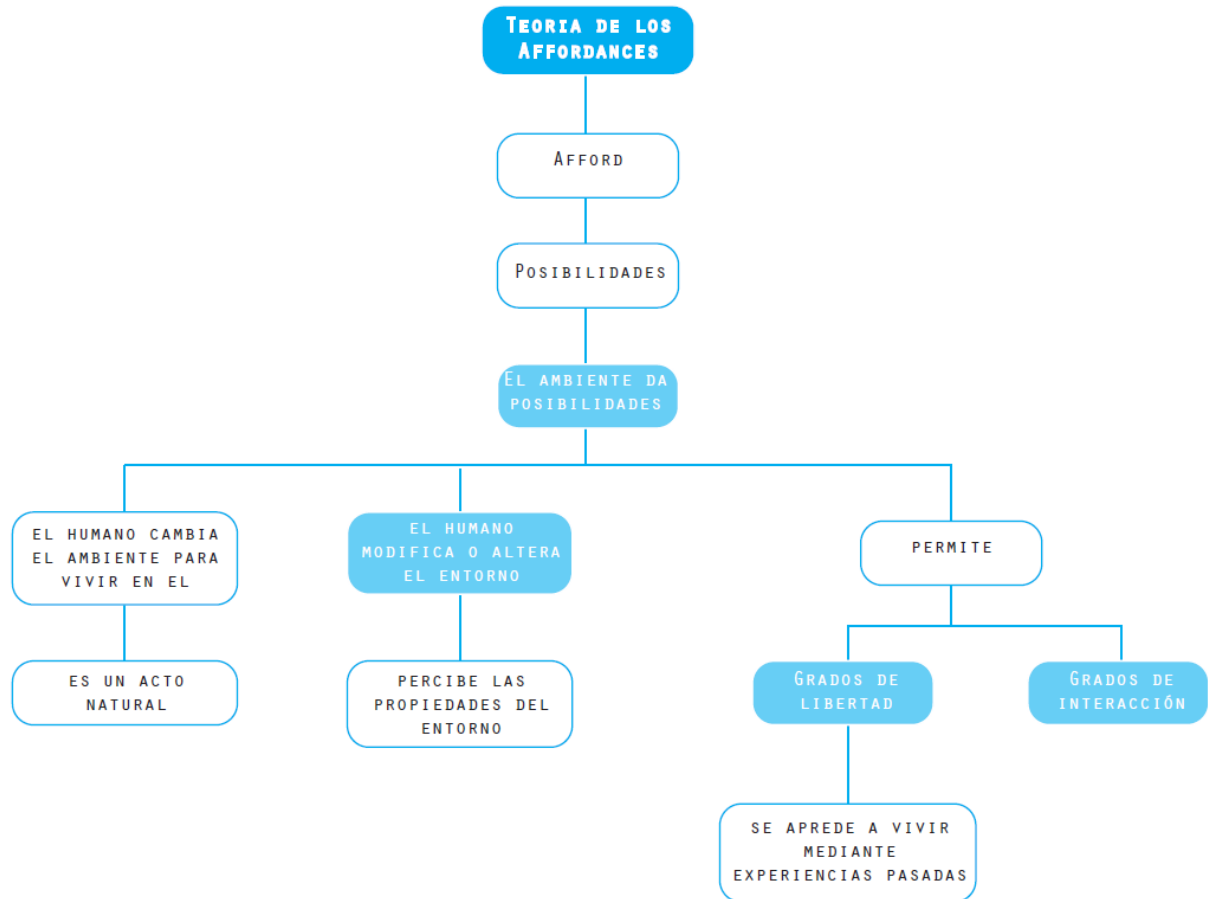 TEORIA DE LOS
AFFORDANCES
AFFORD
POSIBILIDADES
EL AMBIENTE DA
POSIBILIDADES
EL HUMANO CAMBIA
EL AMBIENTE PARA
VIVIR EN EL
EL HUMANO
MODIFICA O ALTERA
EL ENTORNO
PERMITE
ES UN ACTO
NATURAL
PERCIBE LAS
PROPIEDADES DEL
ENTORNO
GRADOS DE
LIBERTAD
GRADOS DE
INTERACCIÓN
SE APREDE A VIVIR
MEDIANTE
EXPERIENCIAS PASADAS